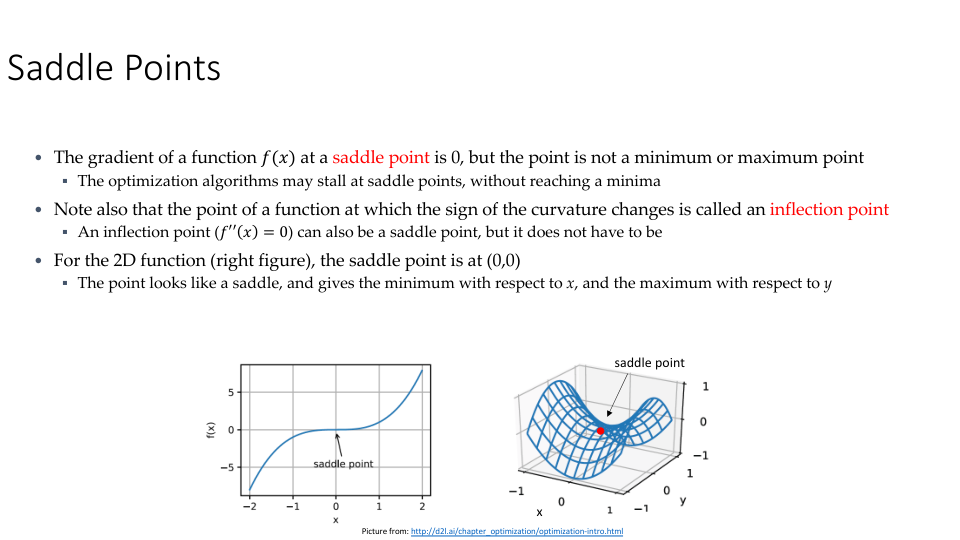 Saddle Points
• The gradient of a function f(x) at a saddle point is 0, but the point is not a minimum or maximum point
▪ The optimization algorithms may stall at saddle points, without reaching a minima
• Note also that the point of a function at which the sign of the curvature changes is called an inflection point
▪ An inflection point (f′′(x) = 0) can also be a saddle point, but it does not have to be
• For the 2D function (right figure), the saddle point is at (0,0)
▪ The point looks like a saddle, and gives the minimum with respect to x, and the maximum with respect to y
5
0
−5
f(x)
saddle point
−2 −1 0 1 2
x
saddle point
1
0
−1
1
0
−1
y
−1
0
1
x
Picture from: http://d2l.ai/chapter_optimization/optimization-intro.html